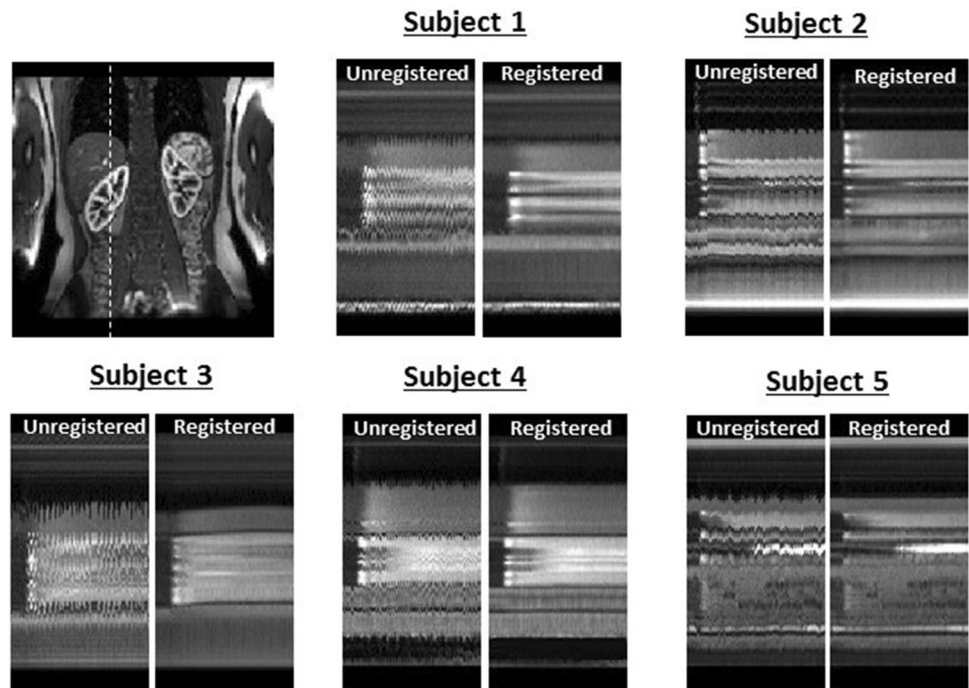 Subject 1
Subject 2
Unregistered
Registered
Unregistered
Registered
Subject 3
Subject 4
Subject 5
Unregistered
Registered
Unregistered
Registered
Unregistered
Registered